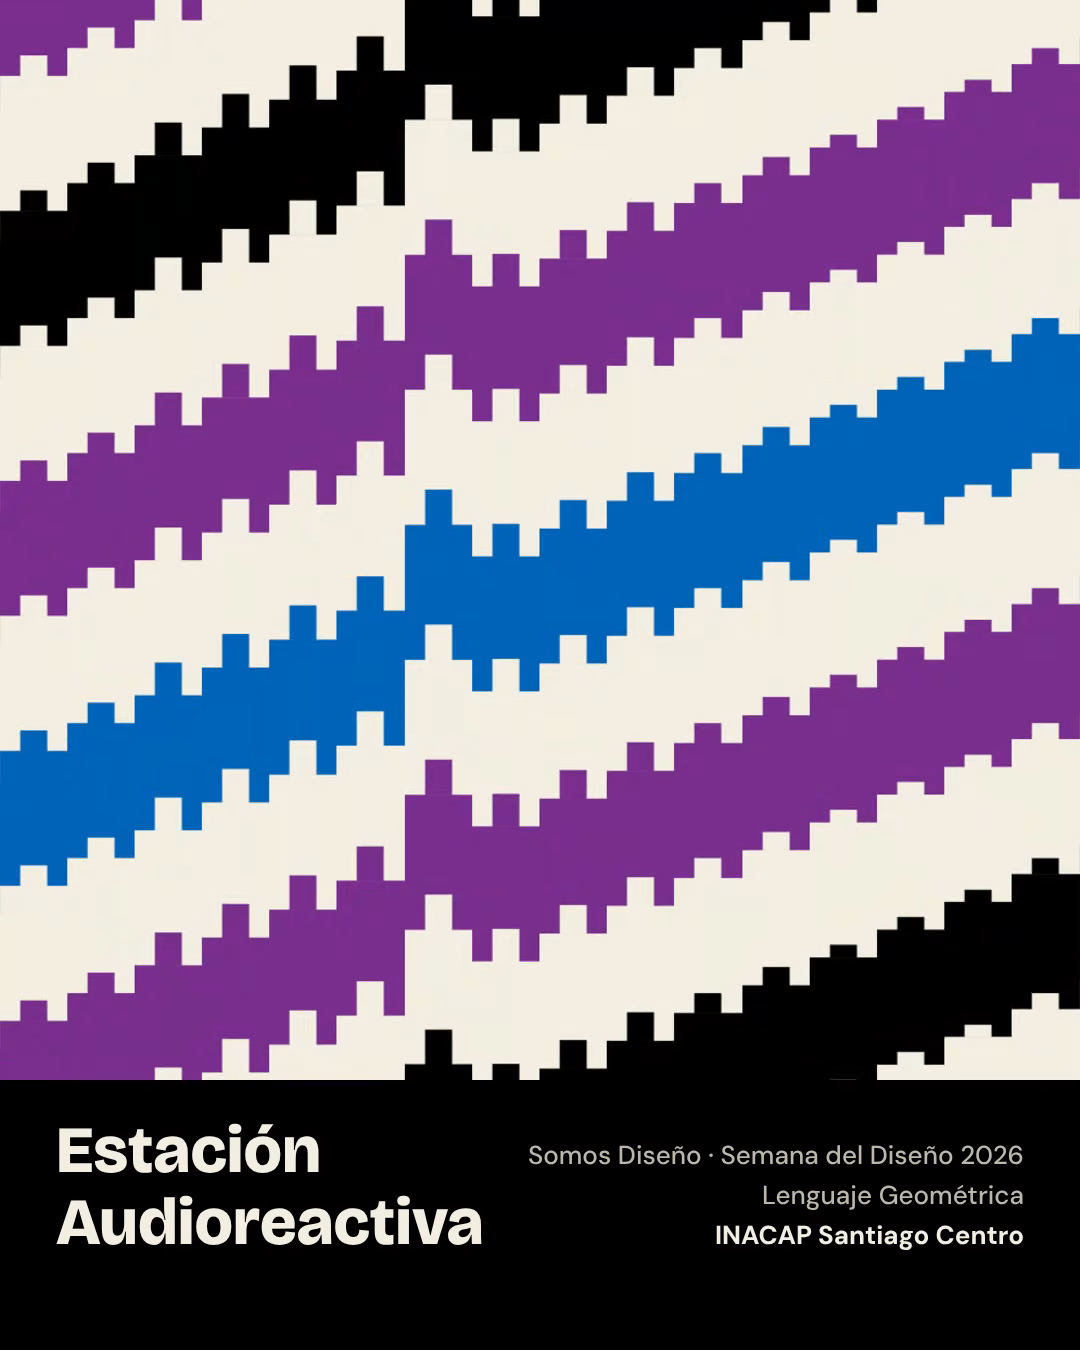 Estación
Audioreactiva
Somos Diseño · Semana del Diseño 2026
Lenguaje Geométrica
INACAP Santiago Centro